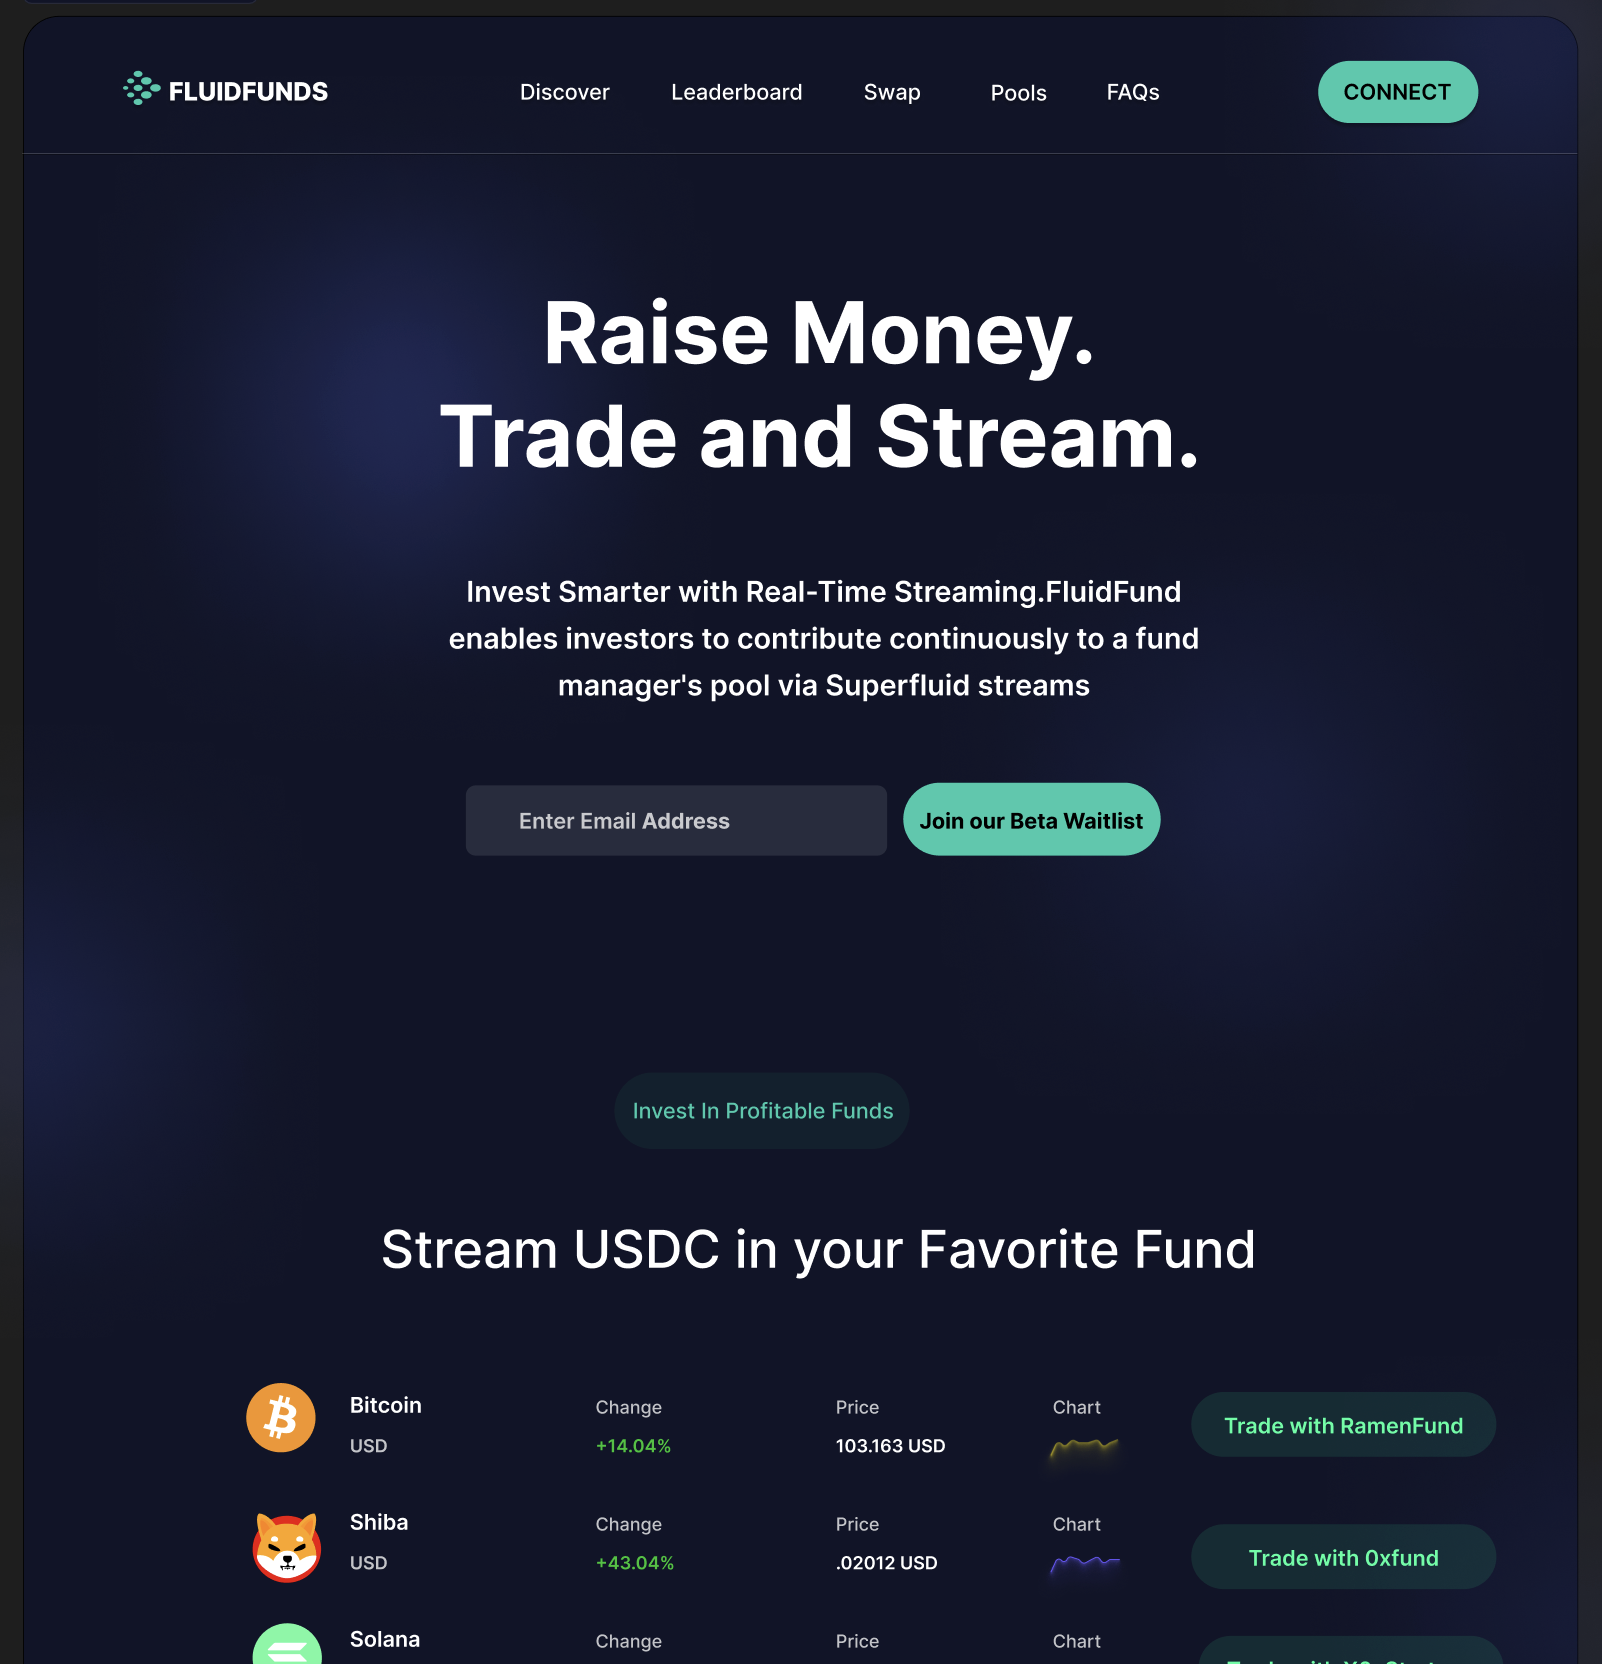 FLUIDFUNDS
Discover
Leaderboard
Swap
Pools
FAQs
CONNECT
Raise Money.
Trade and Stream.
Invest Smarter with Real-Time Streaming.FluidFund
enables investors to contribute continuously to a fund
manager's pool via Superfluid streams
Enter Email Address
Join our Beta Waitlist
Invest In Profitable Funds
Stream USDC in your Favorite Fund
Bitcoin
USD
Change
+14.04%
Price
103.163 USD
Chart
Trade with RamenFund
Shiba
USD
Change
+43.04%
Price
.02012 USD
Chart
Trade with 0xfund
Solana
Change
Price
Chart